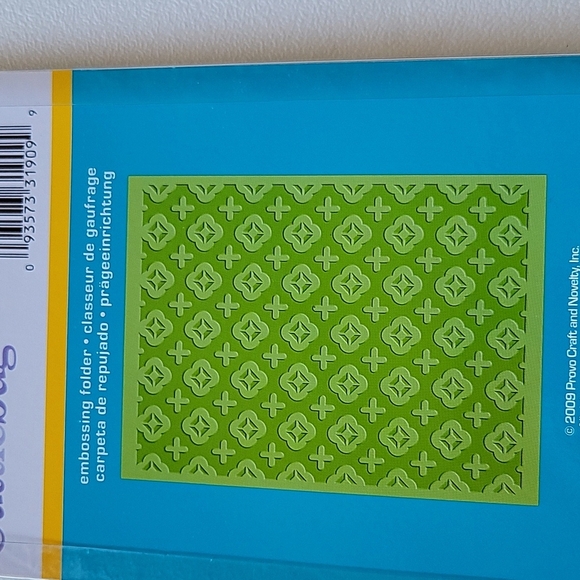 embossing folder • classeur de gaufrage
carpeta de repujado • prägeeinrichtung
0 93573 31909 9
© 2009 Provo Craft and Novelty, Inc.